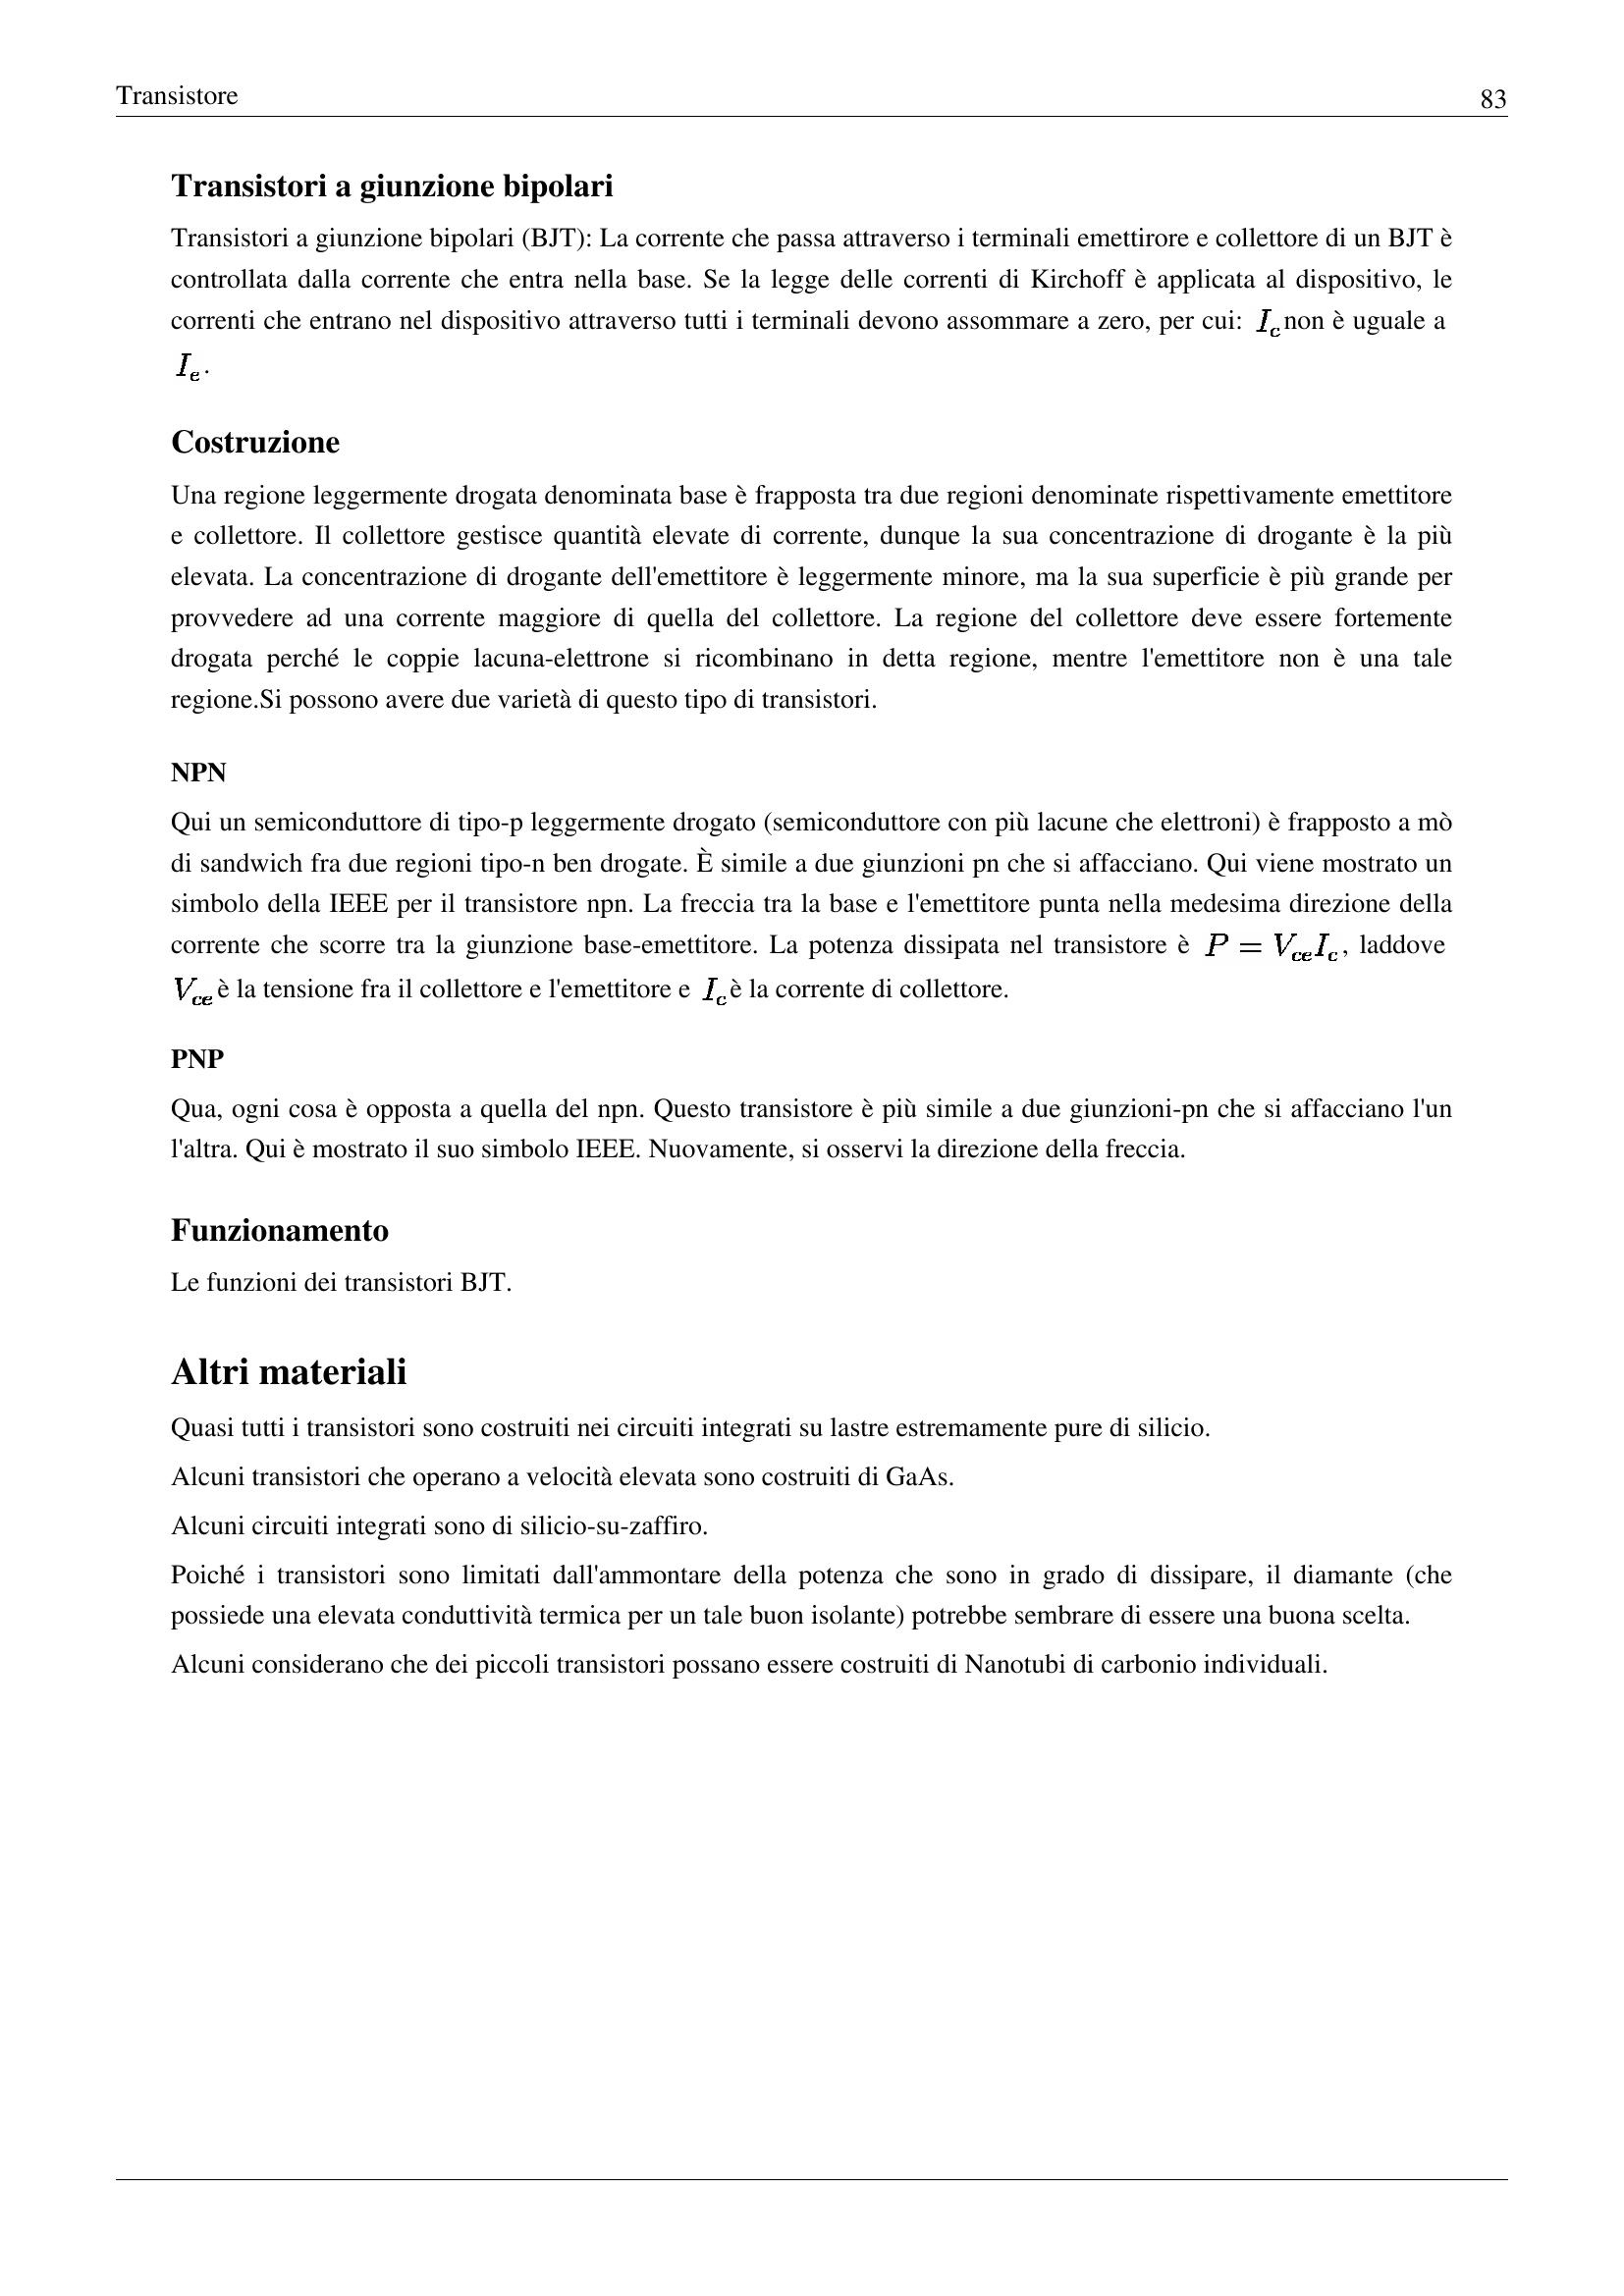 Transistore
83
Transistori a giunzione bipolari
Transistori a giunzione bipolari (BJT): La corrente che passa attraverso i terminali emettirore e collettore di un BJT è
controllata dalla corrente che entra nella base. Se la legge delle correnti di Kirchoff è applicata al dispositivo, le
correnti che entrano nel dispositivo attraverso tutti i terminali devono assommare a zero, per cui: I_c non è uguale a
I_e.
Costruzione
Una regione leggermente drogata denominata base è frapposta tra due regioni denominate rispettivamente emettitore
e collettore. Il collettore gestisce quantità elevate di corrente, dunque la sua concentrazione di drogante è la più
elevata. La concentrazione di drogante dell'emettitore è leggermente minore, ma la sua superficie è più grande per
provvedere ad una corrente maggiore di quella del collettore. La regione del collettore deve essere fortemente
drogata perché le coppie lacuna-elettrone si ricombinano in detta regione, mentre l'emettitore non è una tale
regione.Si possono avere due varietà di questo tipo di transistori.
NPN
Qui un semiconduttore di tipo-p leggermente drogato (semiconduttore con più lacune che elettroni) è frapposto a mò
di sandwich fra due regioni tipo-n ben drogate. È simile a due giunzioni pn che si affacciano. Qui viene mostrato un
simbolo della IEEE per il transistore npn. La freccia tra la base e l'emettitore punta nella medesima direzione della
corrente che scorre tra la giunzione base-emettitore. La potenza dissipata nel transistore è P = V_ce I_c, laddove
V_ce è la tensione fra il collettore e l'emettitore e I_c è la corrente di collettore.
PNP
Qua, ogni cosa è opposta a quella del npn. Questo transistore è più simile a due giunzioni-pn che si affacciano l'un
l'altra. Qui è mostrato il suo simbolo IEEE. Nuovamente, si osservi la direzione della freccia.
Funzionamento
Le funzioni dei transistori BJT.
Altri materiali
Quasi tutti i transistori sono costruiti nei circuiti integrati su lastre estremamente pure di silicio.
Alcuni transistori che operano a velocità elevata sono costruiti di GaAs.
Alcuni circuiti integrati sono di silicio-su-zaffiro.
Poiché i transistori sono limitati dall'ammontare della potenza che sono in grado di dissipare, il diamante (che
possiede una elevata conduttività termica per un tale buon isolante) potrebbe sembrare di essere una buona scelta.
Alcuni considerano che dei piccoli transistori possano essere costruiti di Nanotubi di carbonio individuali.